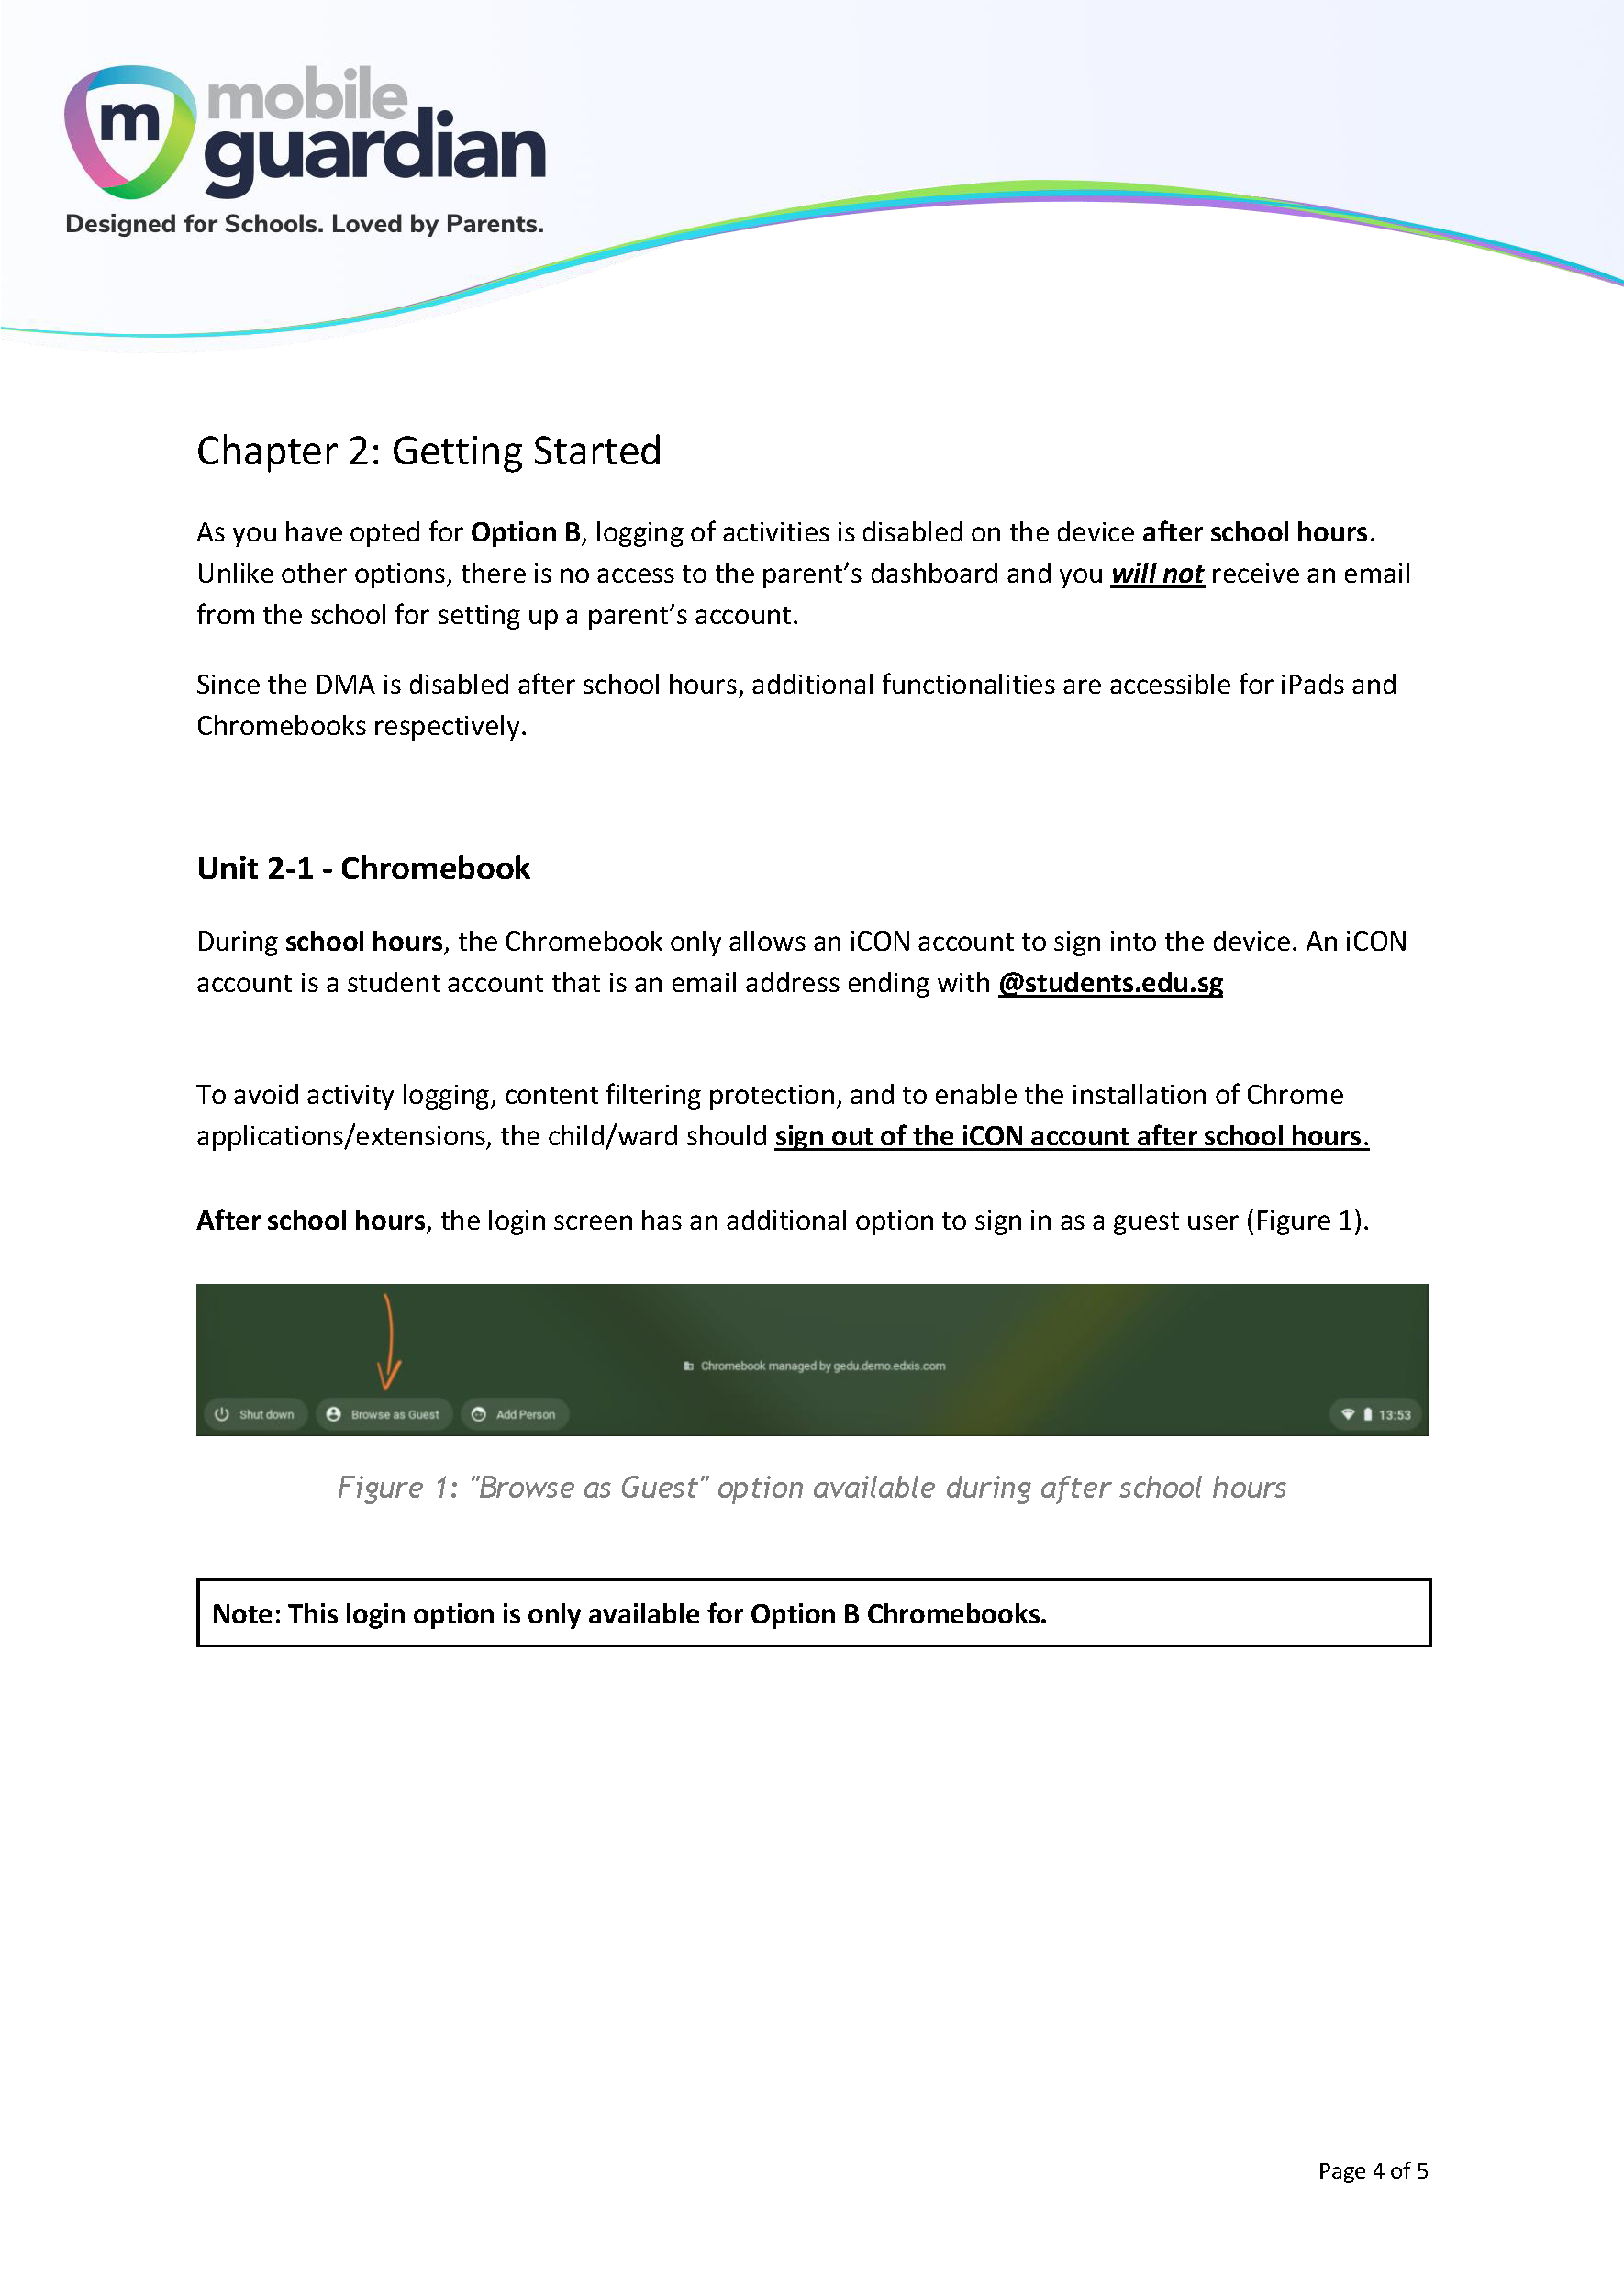 m mobile
guardian
Designed for Schools. Loved by Parents.
Chapter 2: Getting Started
As you have opted for Option B, logging of activities is disabled on the device after school hours.
Unlike other options, there is no access to the parent’s dashboard and you will not receive an email
from the school for setting up a parent’s account.
Since the DMA is disabled after school hours, additional functionalities are accessible for iPads and
Chromebooks respectively.
Unit 2-1 - Chromebook
During school hours, the Chromebook only allows an iCON account to sign into the device. An iCON
account is a student account that is an email address ending with @students.edu.sg
To avoid activity logging, content filtering protection, and to enable the installation of Chrome
applications/extensions, the child/ward should sign out of the iCON account after school hours.
After school hours, the login screen has an additional option to sign in as a guest user (Figure 1).
Chromebook managed by gedu.demo.edxis.com
Shut down Browse as Guest Add Person 13:53
Figure 1: "Browse as Guest" option available during after school hours
Note: This login option is only available for Option B Chromebooks.
Page 4 of 5